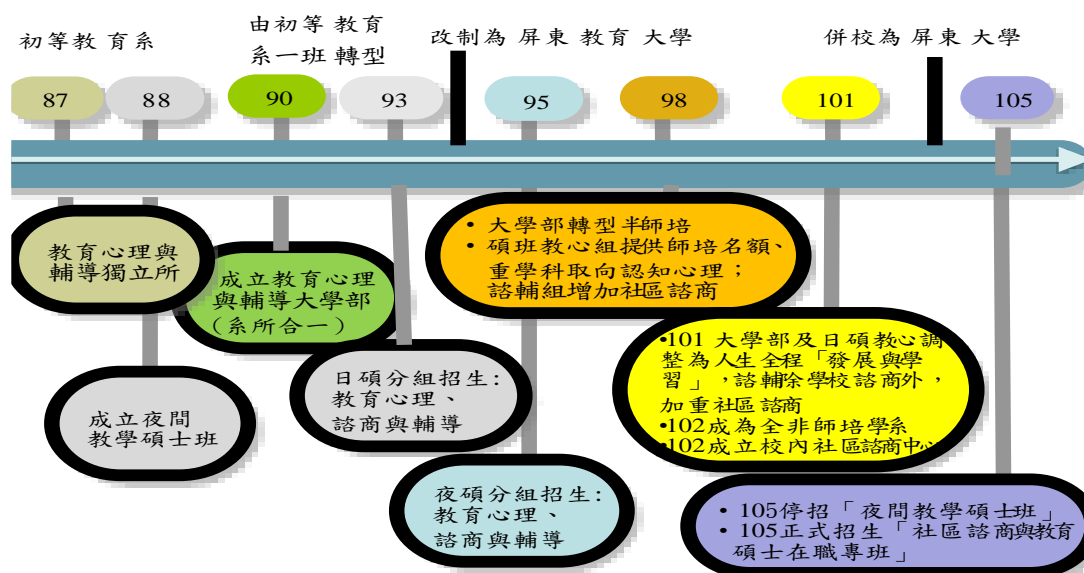 初等教育系
由初等教育
系一班轉型
改制為屏東教育大學
併校為屏東大學
87
88
90
93
95
98
101
105
教育心理與
輔導獨立所
成立教育心理
與輔導大學部
（系所合一）
• 大學部轉型半師培
• 碩班教心組提供師培名額、
重學科取向認知心理；
諮輔組增加社區諮商
•101 大學部及日碩教心調
整為人生全程「發展與學
習」，諮輔除學校諮商外，
加重社區諮商
•102成為全非師培學系
•102成立校內社區諮商中心
成立夜間
教學碩士班
日碩分組招生：
教育心理、
諮商與輔導
夜碩分組招生：
教育心理、
諮商與輔導
• 105停招「夜間教學碩士班」
• 105正式招生「社區諮商與教育
碩士在職專班」